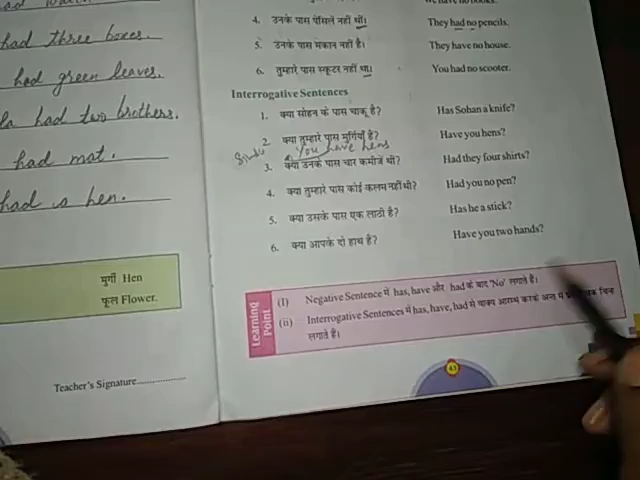 had three boxes.
had green leaves.
had two brothers.
had mat.
had a hen.
मुर्गी Hen
फूल Flower.
Teacher's Signature
4. उनके पास पेंसिलें नहीं थीं। They had no pencils.
5. उनके पास मकान नहीं है। They have no house.
6. तुम्हारे पास स्कूटर नहीं था। You had no scooter.
Interrogative Sentences
1. क्या सोहन के पास चाकू है? Has Sohan a knife?
2. क्या तुम्हारे पास मुर्गियाँ हैं? Have you hens?
You have hens
3. क्या उनके पास चार कमीजें थीं? Had they four shirts?
4. क्या तुम्हारे पास कोई कलम नहीं थी? Had you no pen?
5. क्या उसके पास एक लाठी है? Has he a stick?
6. क्या आपके दो हाथ हैं? Have you two hands?
Learning Point
(I) Negative Sentence में has, have और had के बाद 'No' लगाते हैं।
(ii) Interrogative Sentences में has, have, had से वाक्य आरम्भ करके अन्त में चिन्ह
लगाते हैं।
43